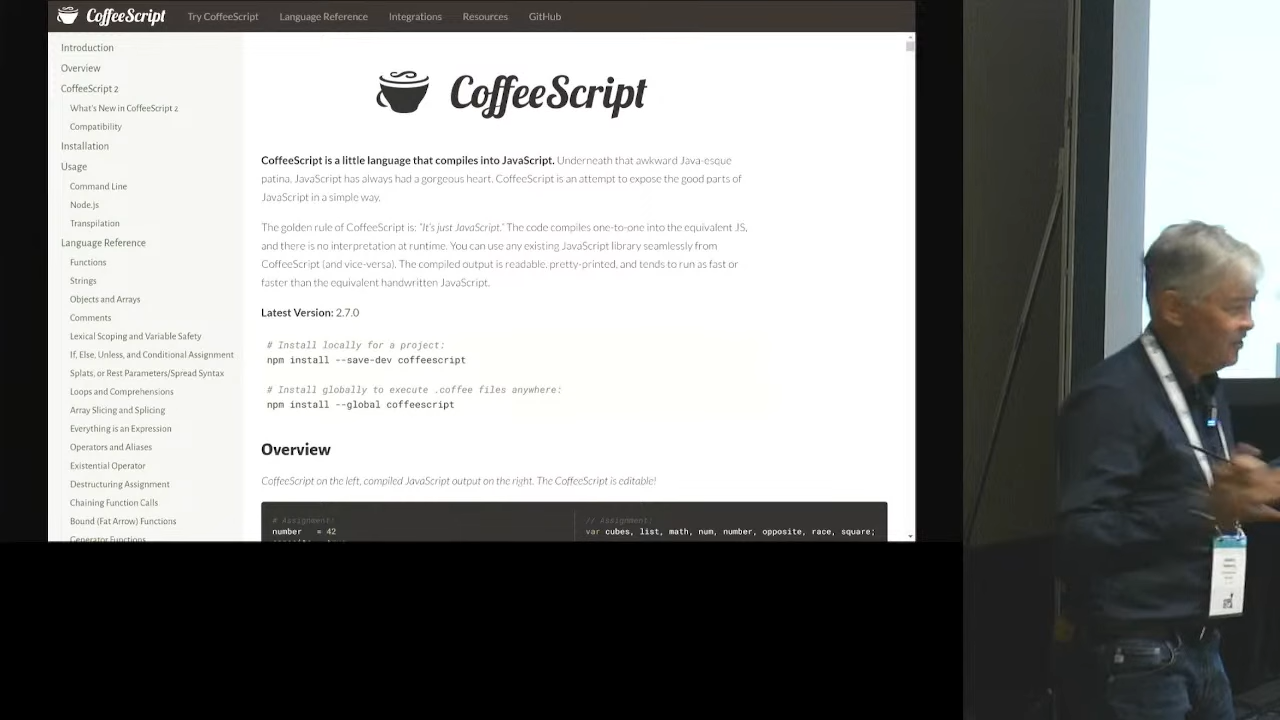 CoffeeScript
Try CoffeeScript
Language Reference
Integrations
Resources
GitHub
Introduction
Overview
CoffeeScript 2
What's New in CoffeeScript 2
Compatibility
Installation
Usage
Command Line
Node.js
Transpilation
Language Reference
Functions
Strings
Objects and Arrays
Comments
Lexical Scoping and Variable Safety
If, Else, Unless, and Conditional Assignment
Splats, or Rest Parameters/Spread Syntax
Loops and Comprehensions
Array Slicing and Splicing
Everything is an Expression
Operators and Aliases
Existential Operator
Destructuring Assignment
Chaining Function Calls
Bound (Fat Arrow) Functions
Generator Functions
CoffeeScript
CoffeeScript is a little language that compiles into JavaScript. Underneath that awkward Java-esque
patina, JavaScript has always had a gorgeous heart. CoffeeScript is an attempt to expose the good parts of
JavaScript in a simple way.
The golden rule of CoffeeScript is: "It's just JavaScript." The code compiles one-to-one into the equivalent JS,
and there is no interpretation at runtime. You can use any existing JavaScript library seamlessly from
CoffeeScript (and vice-versa). The compiled output is readable, pretty-printed, and tends to run as fast or
faster than the equivalent handwritten JavaScript.
Latest Version: 2.7.0
# Install locally for a project:
npm install --save-dev coffeescript
# Install globally to execute .coffee files anywhere:
npm install --global coffeescript
Overview
CoffeeScript on the left, compiled JavaScript output on the right. The CoffeeScript is editable!
# Assignment:
number = 42
// Assignment:
var cubes, list, math, num, number, opposite, race, square;